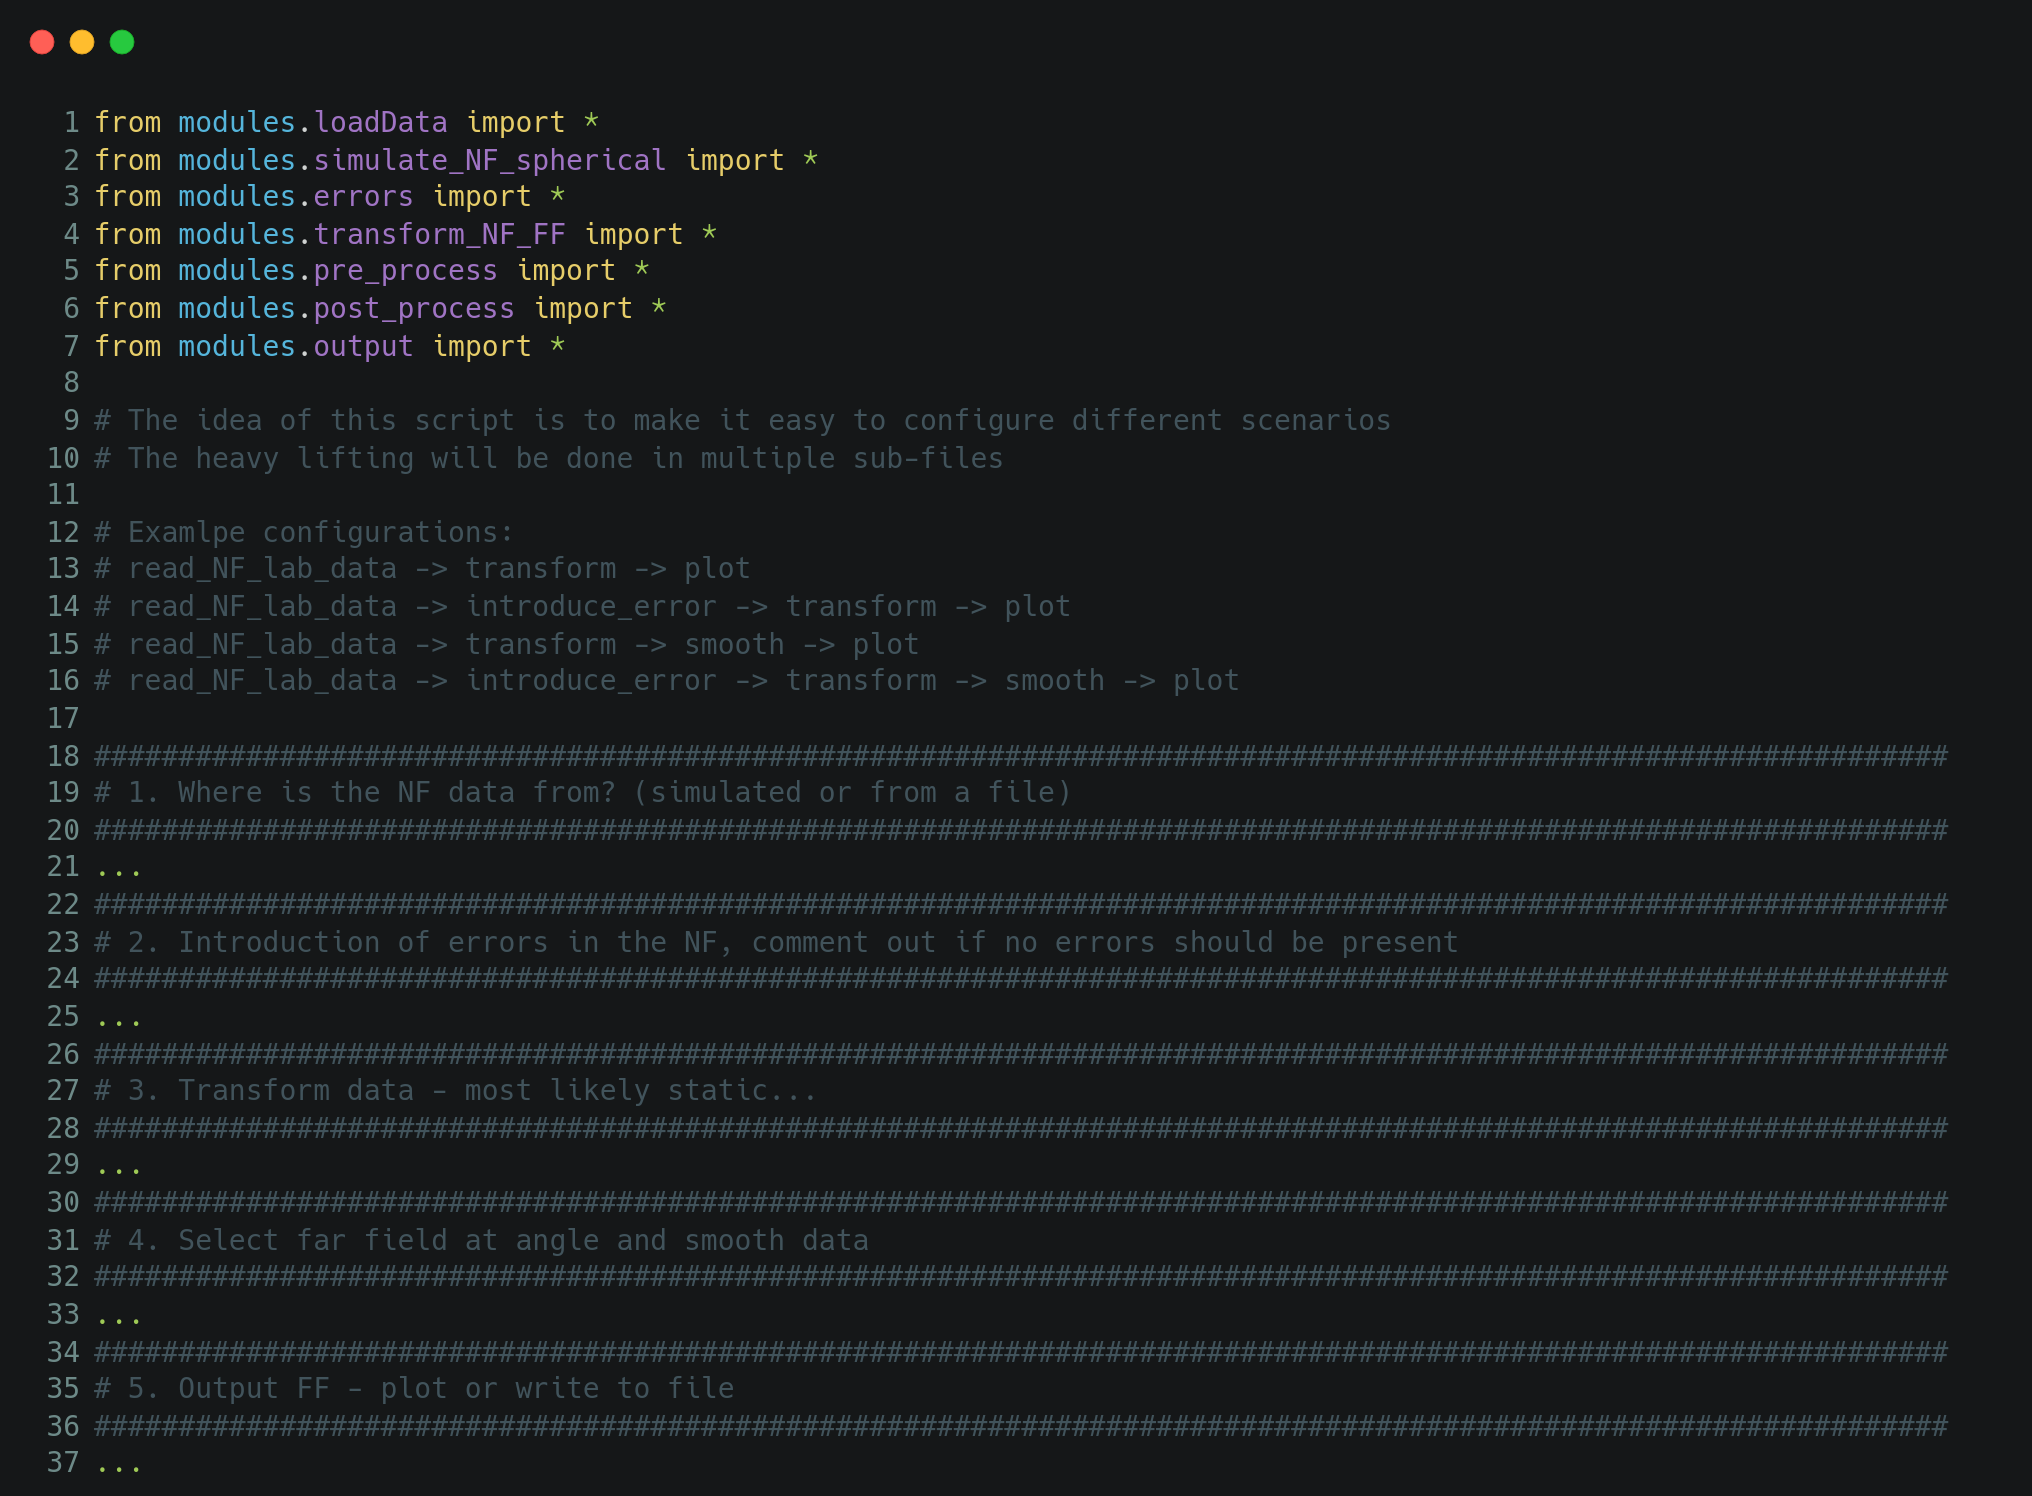 1 from modules.loadData import *
2 from modules.simulate_NF_spherical import *
3 from modules.errors import *
4 from modules.transform_NF_FF import *
5 from modules.pre_process import *
6 from modules.post_process import *
7 from modules.output import *
8
9 # The idea of this script is to make it easy to configure different scenarios
10 # The heavy lifting will be done in multiple sub-files
11
12 # Examlpe configurations:
13 # read_NF_lab_data -> transform -> plot
14 # read_NF_lab_data -> introduce_error -> transform -> plot
15 # read_NF_lab_data -> transform -> smooth -> plot
16 # read_NF_lab_data -> introduce_error -> transform -> smooth -> plot
17
18 ##############################################################################################################
19 # 1. Where is the NF data from? (simulated or from a file)
20 ##############################################################################################################
21 ...
22 ##############################################################################################################
23 # 2. Introduction of errors in the NF, comment out if no errors should be present
24 ##############################################################################################################
25 ...
26 ##############################################################################################################
27 # 3. Transform data - most likely static...
28 ##############################################################################################################
29 ...
30 ##############################################################################################################
31 # 4. Select far field at angle and smooth data
32 ##############################################################################################################
33 ...
34 ##############################################################################################################
35 # 5. Output FF - plot or write to file
36 ##############################################################################################################
37 ...